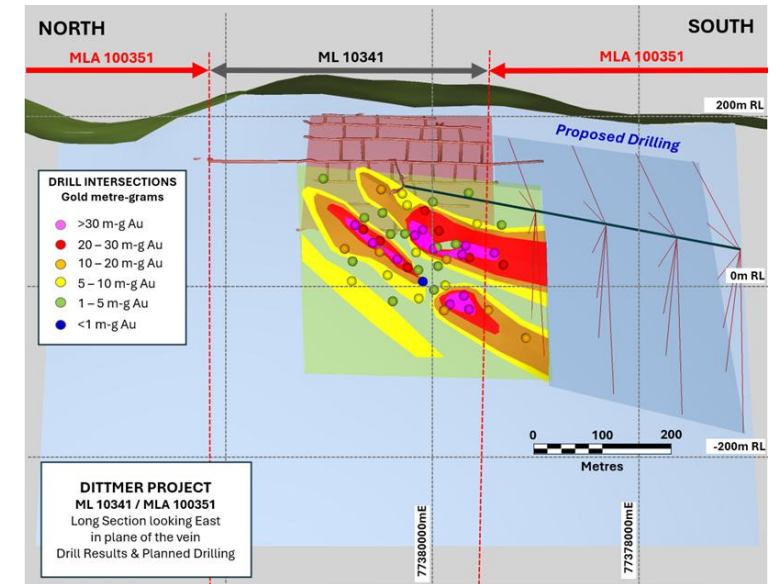 NORTH
SOUTH
MLA 100351
ML 10341
MLA 100351
200m RL
Proposed Drilling
DRILL INTERSECTIONS
Gold metre-grams
>30 m-g Au
20 – 30 m-g Au
10 – 20 m-g Au
5 – 10 m-g Au
1 – 5 m-g Au
<1 m-g Au
0m RL
0 100 200
Metres
-200m RL
DITTMER PROJECT
ML 10341 / MLA 100351
Long Section looking East
in plane of the vein
Drill Results & Planned Drilling
77380000mE
77378000mE